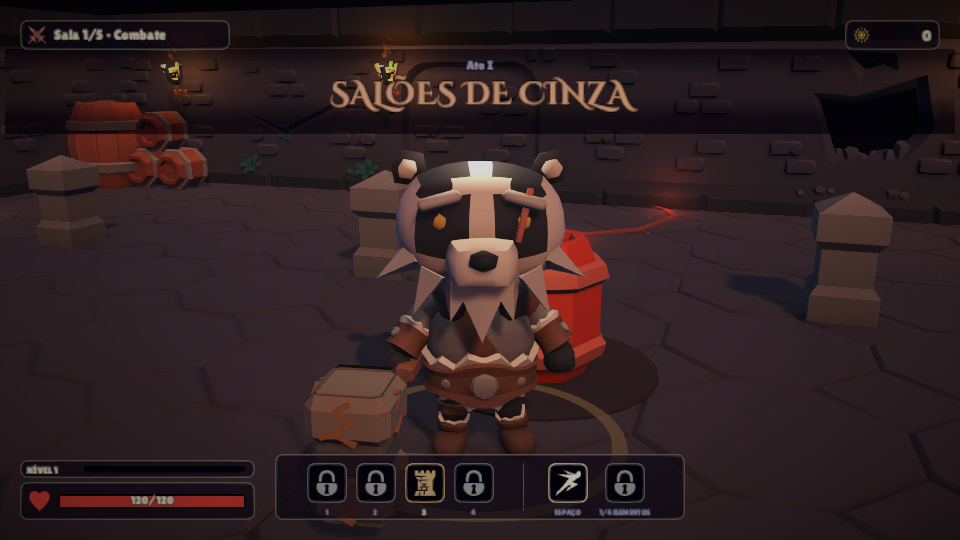 Sala 1/5 - Combate
0
Ato I
SALÕES DE CINZA
NÍVEL 1
120/120
1
2
3
4
ESPAÇO
1/4 ELEMENTOS